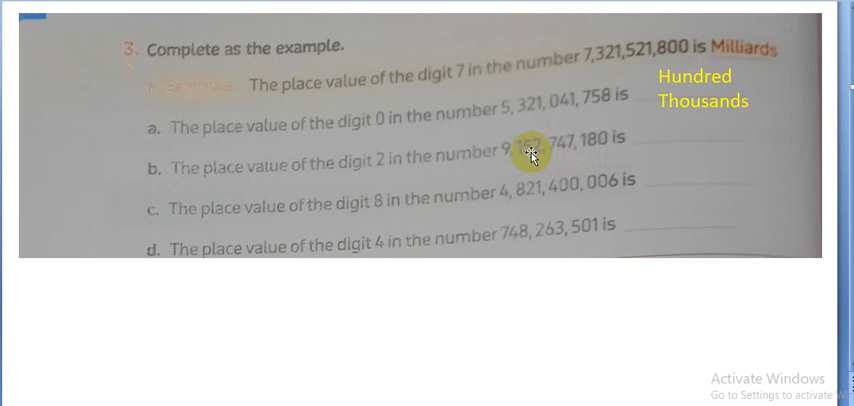 3. Complete as the example.
The place value of the digit 7 in the number 7,321,521,800 is Milliards
Hundred
Thousands
a. The place value of the digit 0 in the number 5, 321, 041, 758 is
b. The place value of the digit 2 in the number 9,152,747,180 is
c. The place value of the digit 8 in the number 4, 821, 400, 006 is
d. The place value of the digit 4 in the number 748, 263, 501 is
Activate Windows
Go to Settings to activate